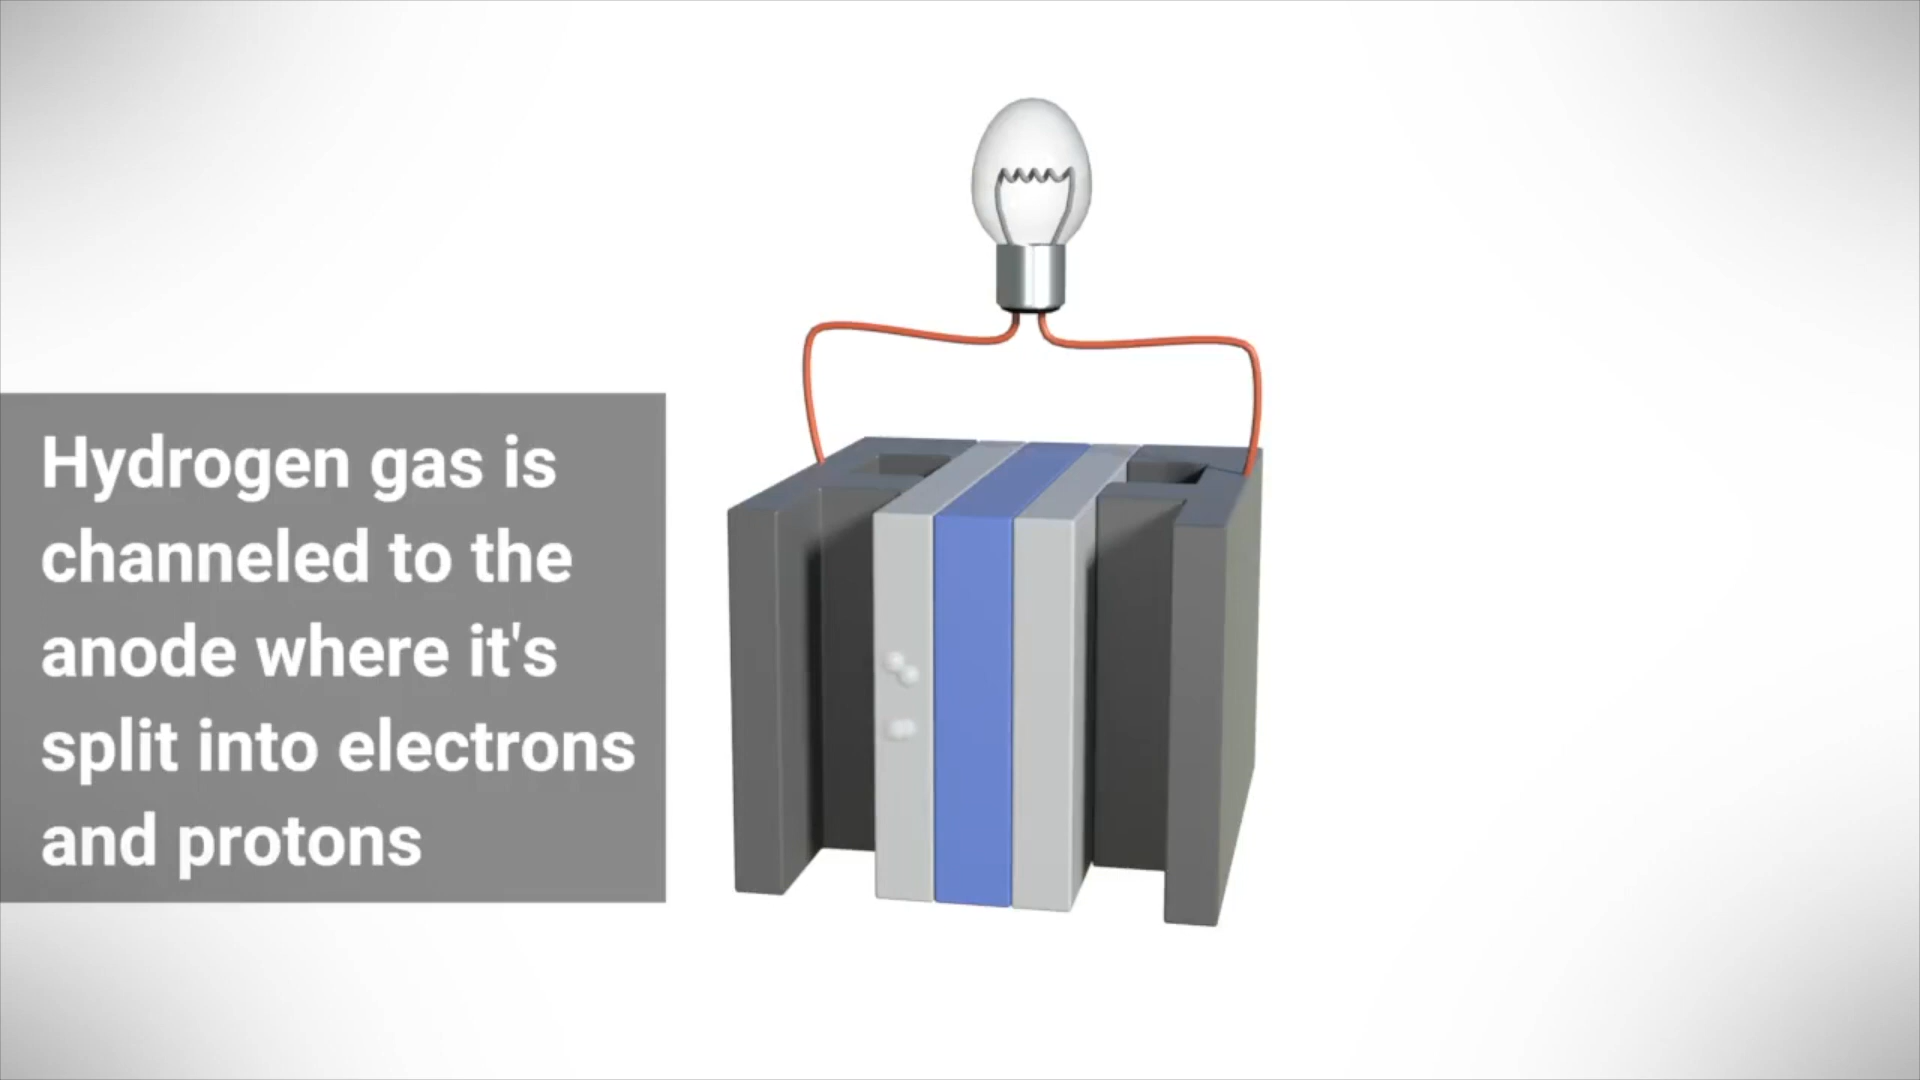 Hydrogen gas is
channeled to the
anode where it's
split into electrons
and protons